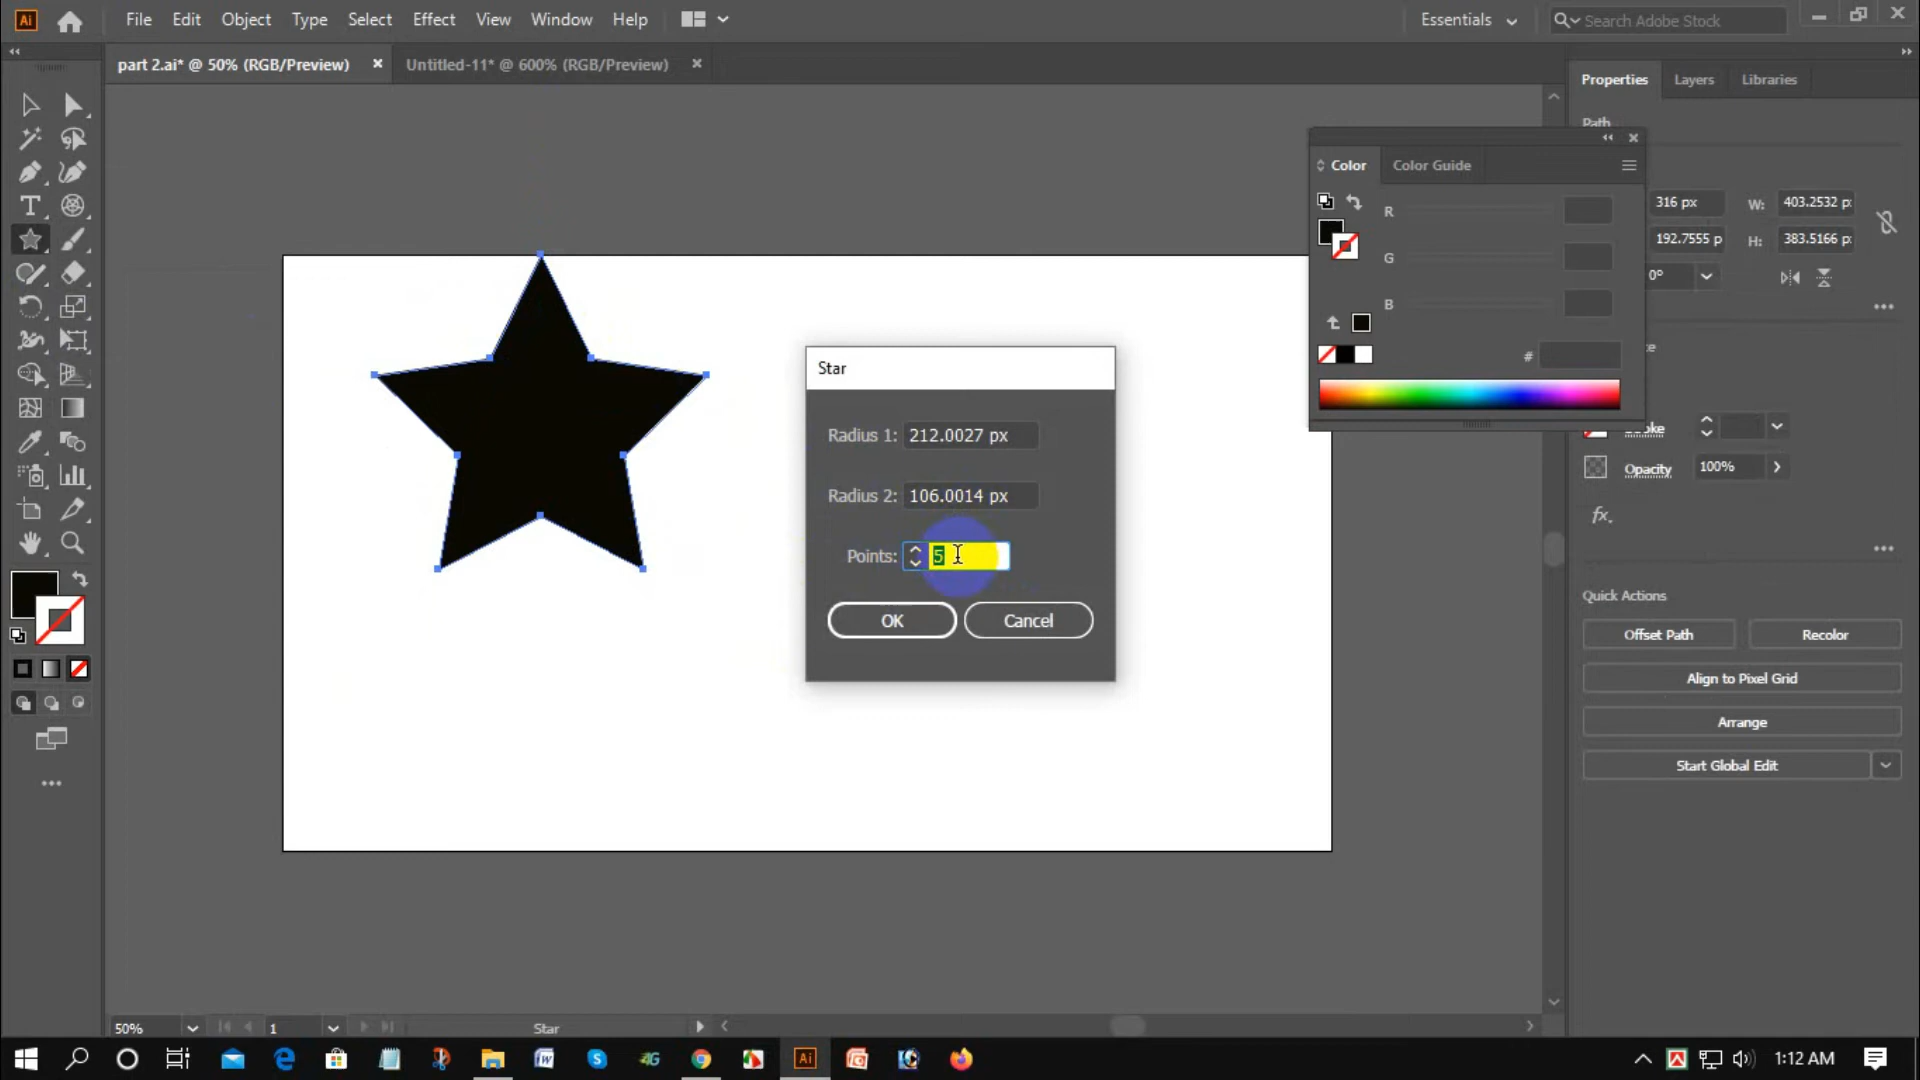 Ai File Edit Object Type Select Effect View Window Help Essentials Search Adobe Stock
part 2.ai* @ 50% (RGB/Preview) Untitled-11* @ 600% (RGB/Preview)
Properties Layers Libraries
Path
Color Color Guide
316 px W: 403.2532 p
R
192.7555 p H: 383.5166 p
G
0°
B
#
Star
Radius 1: 212.0027 px
Radius 2: 106.0014 px
Points: 5
OK Cancel
Stroke
Opacity 100%
fx.
Quick Actions
Offset Path Recolor
Align to Pixel Grid
Arrange
Start Global Edit
50% 1 Star
Ai 1:12 AM